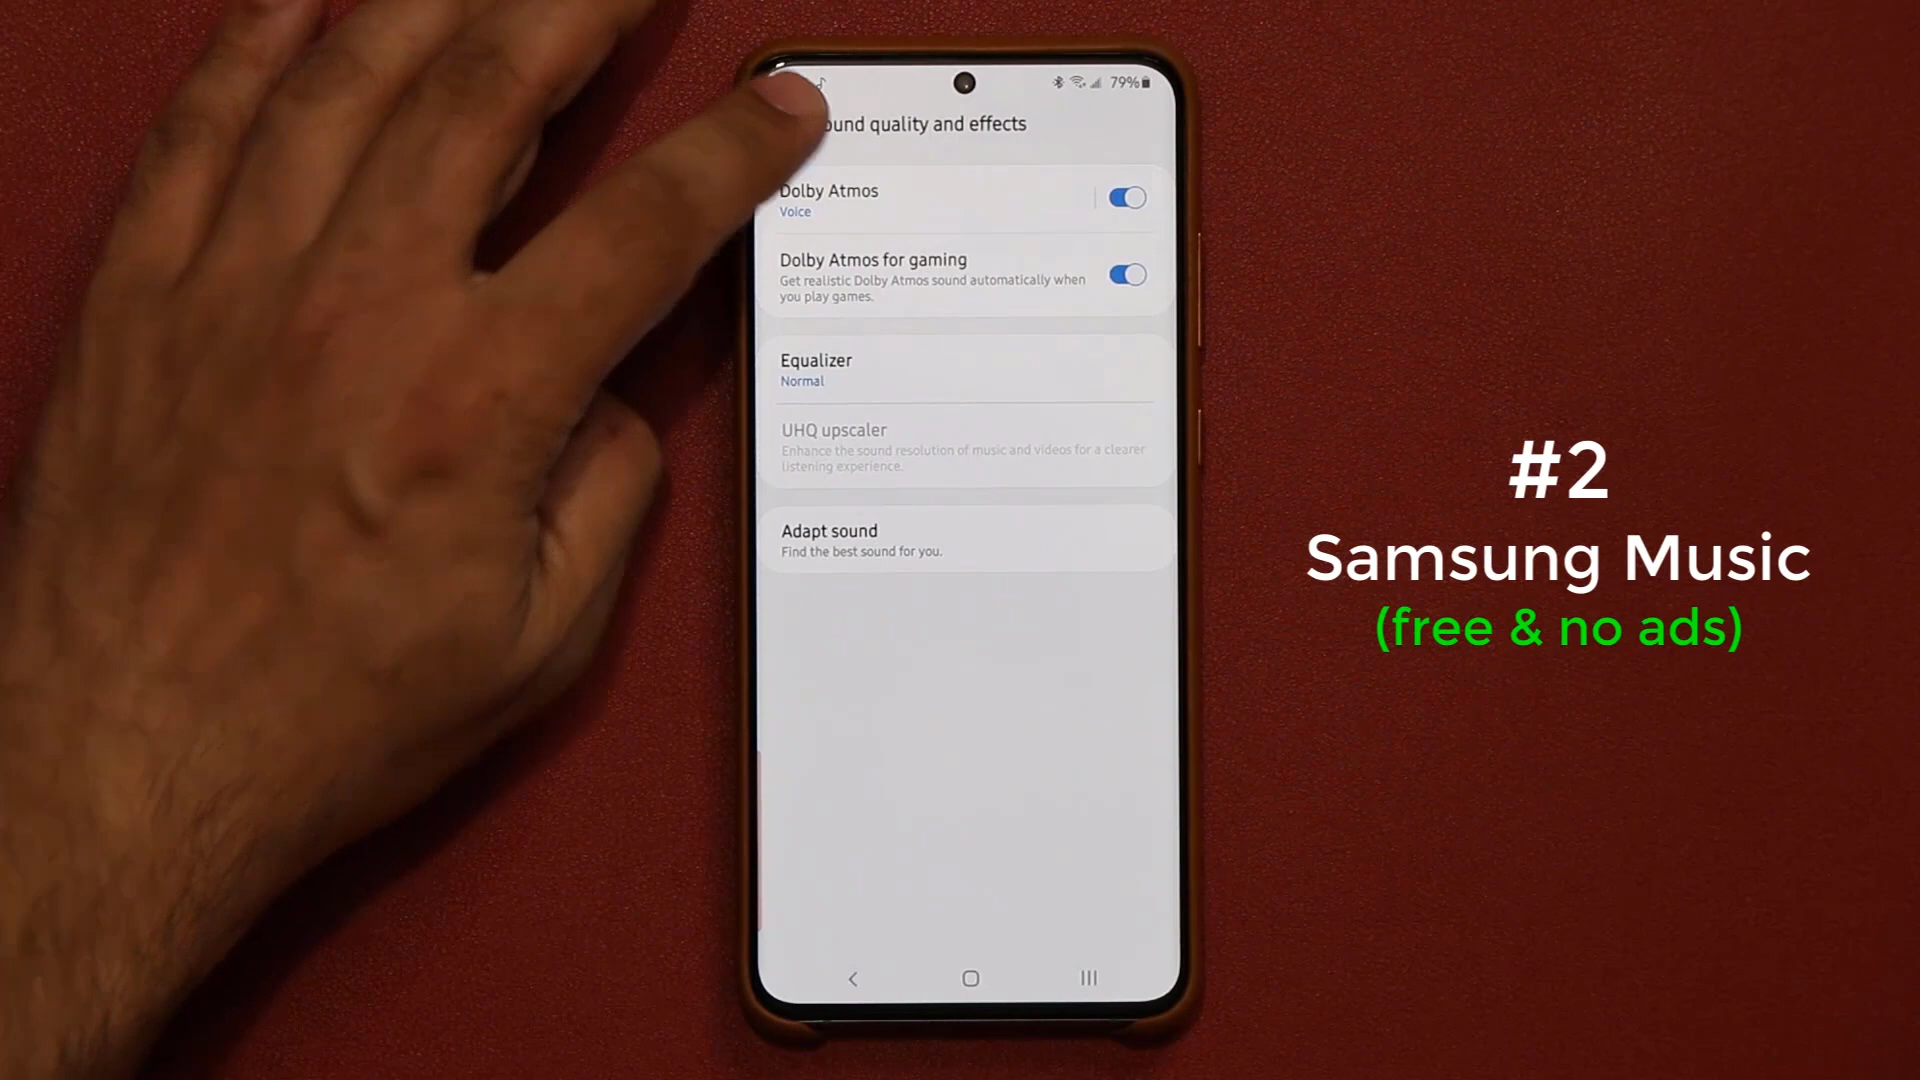 79%
ound quality and effects
Dolby Atmos
Voice
Dolby Atmos for gaming
Get realistic Dolby Atmos sound automatically when
you play games.
Equalizer
Normal
UHQ upscaler
Enhance the sound resolution of music and videos for a clearer
listening experience.
Adapt sound
Find the best sound for you.
#2
Samsung Music
(free & no ads)